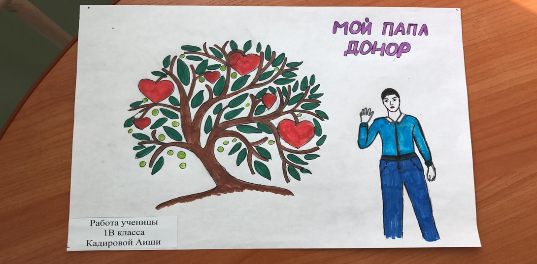 МОЙ ПАПА
ДОНОР
Работа ученицы
1В класса
Кадировой Аиши